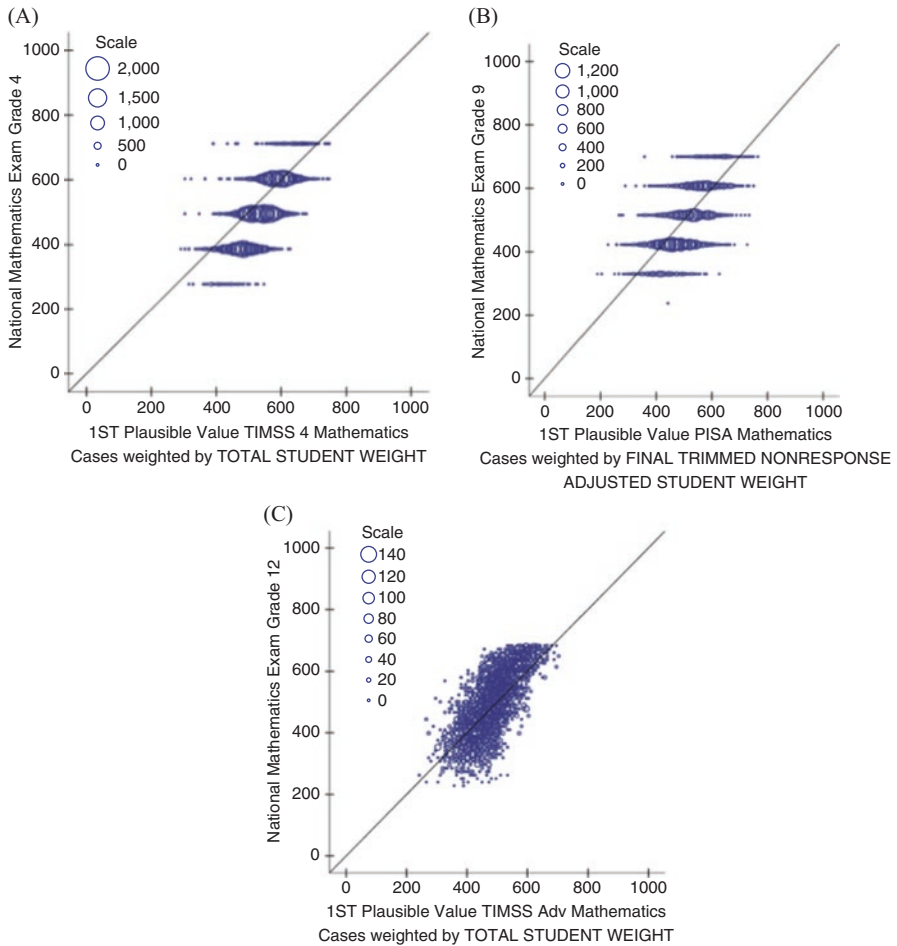 (A)
Scale
2,000
1,500
1,000
500
0
National Mathematics Exam Grade 4
1000
800
600
400
200
0
0 200 400 600 800 1000
1ST Plausible Value TIMSS 4 Mathematics
Cases weighted by TOTAL STUDENT WEIGHT
(B)
Scale
1,200
1,000
800
600
400
200
0
National Mathematics Exam Grade 9
1000
800
600
400
200
0
0 200 400 600 800 1000
1ST Plausible Value PISA Mathematics
Cases weighted by FINAL TRIMMED NONRESPONSE
ADJUSTED STUDENT WEIGHT
(C)
Scale
140
120
100
80
60
40
20
0
National Mathematics Exam Grade 12
1000
800
600
400
200
0
0 200 400 600 800 1000
1ST Plausible Value TIMSS Adv Mathematics
Cases weighted by TOTAL STUDENT WEIGHT